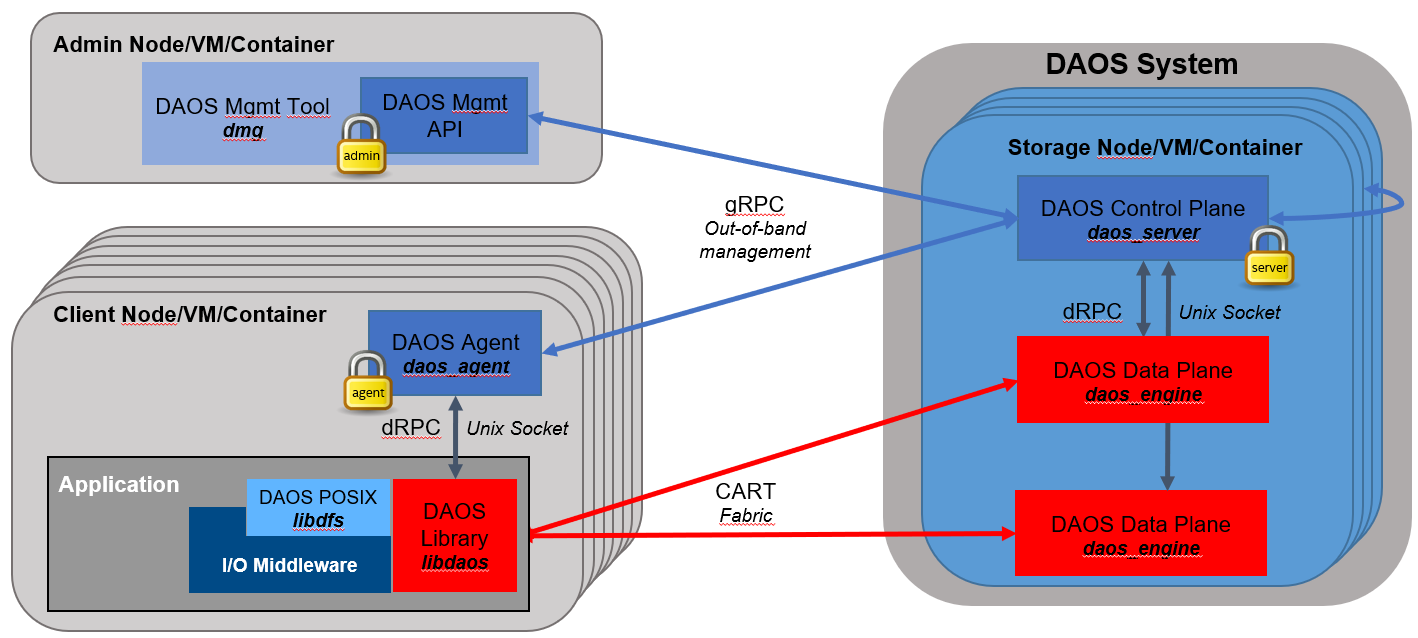 Admin Node/VM/Container
DAOS Mgmt Tool
dmg
DAOS Mgmt
API
admin
DAOS System
Storage Node/VM/Container
DAOS Control Plane
daos_server
server
gRPC
Out-of-band
management
dRPC
Unix Socket
DAOS Data Plane
daos_engine
DAOS Data Plane
daos_engine
Client Node/VM/Container
DAOS Agent
daos_agent
agent
dRPC
Unix Socket
Application
DAOS POSIX
libdfs
I/O Middleware
DAOS
Library
libdaos
CART
Fabric